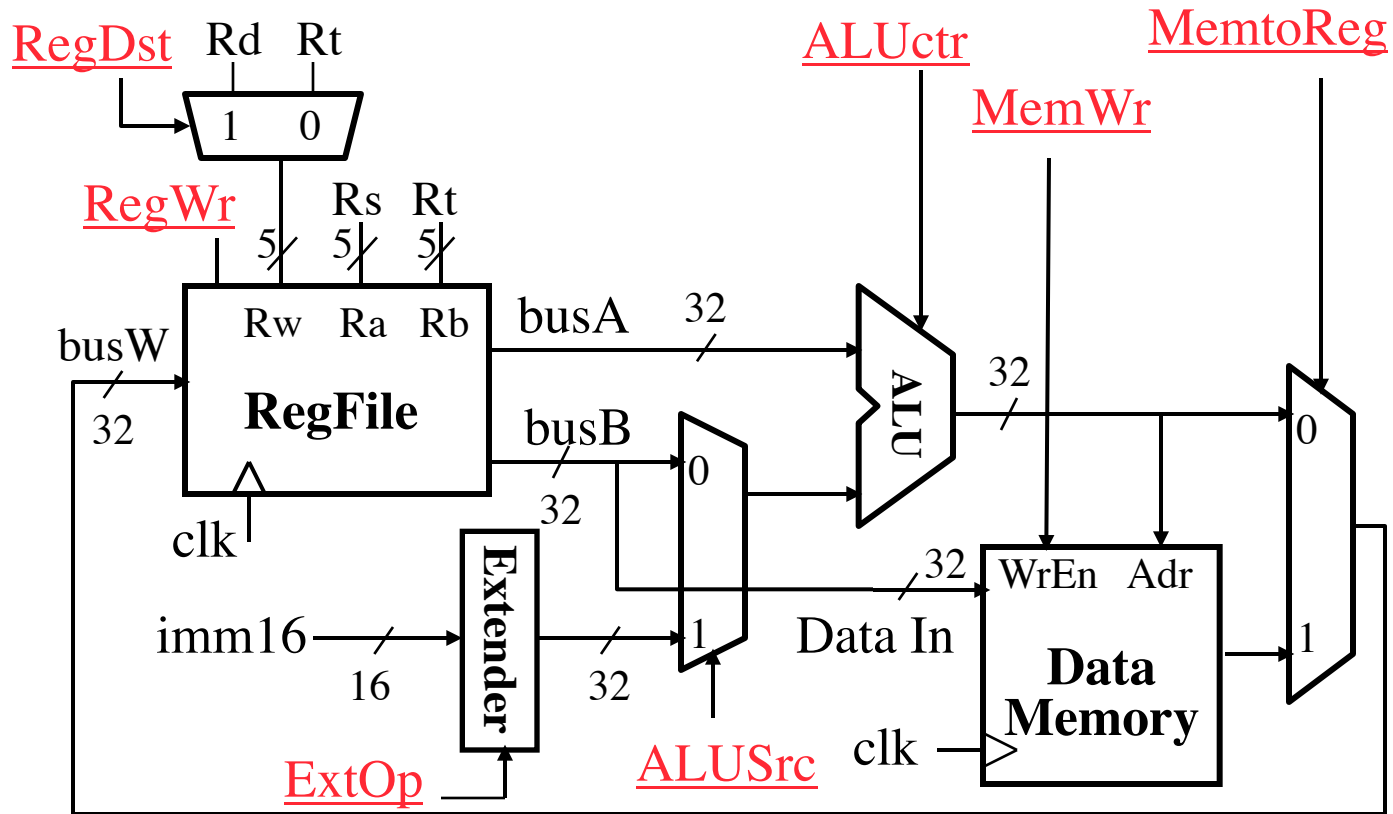 RegDst Rd Rt ALUctr MemtoReg
MemWr
1 0
RegWr Rs Rt
5 5 5
busW Rw Ra Rb busA 32
32 RegFile busB 32
ALU
0 0
32
clk
Extender
32 WrEn Adr
imm16 16 32 1 Data In 1
Data
Memory
clk
ExtOp ALUSrc